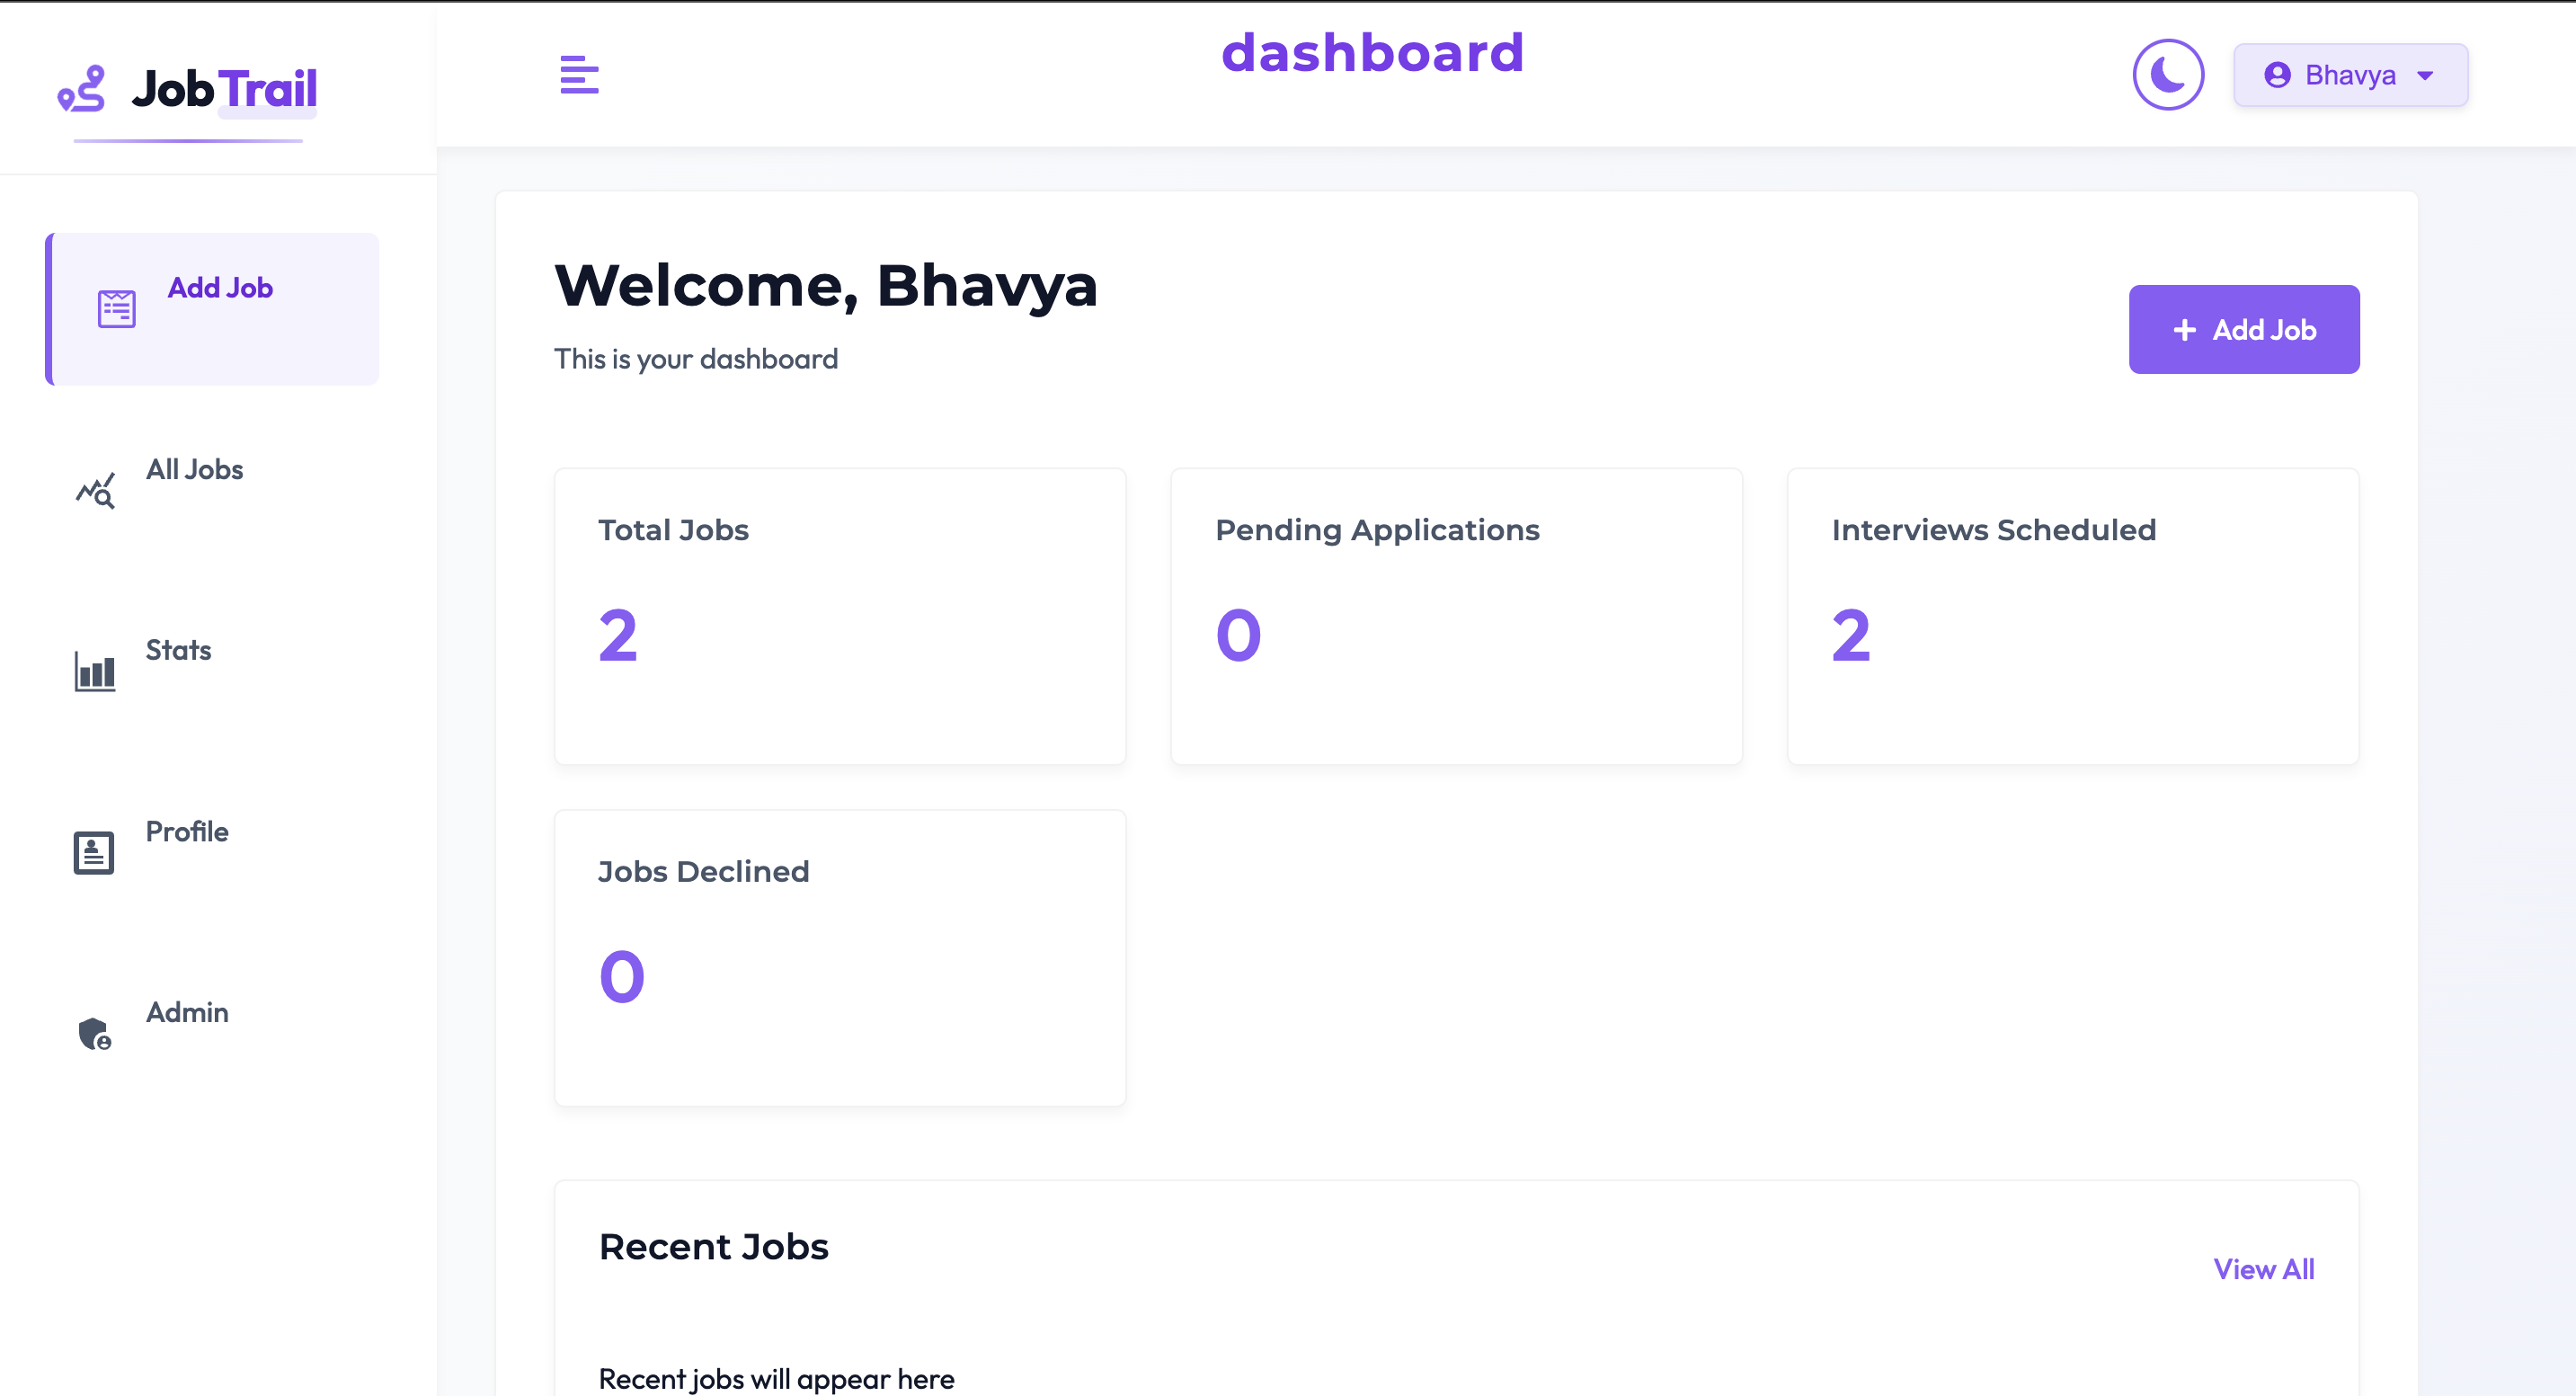 JobTrail
dashboard
Bhavya
Add Job
All Jobs
Stats
Profile
Admin
Welcome, Bhavya
This is your dashboard
+ Add Job
Total Jobs
2
Pending Applications
0
Interviews Scheduled
2
Jobs Declined
0
Recent Jobs
View All
Recent jobs will appear here